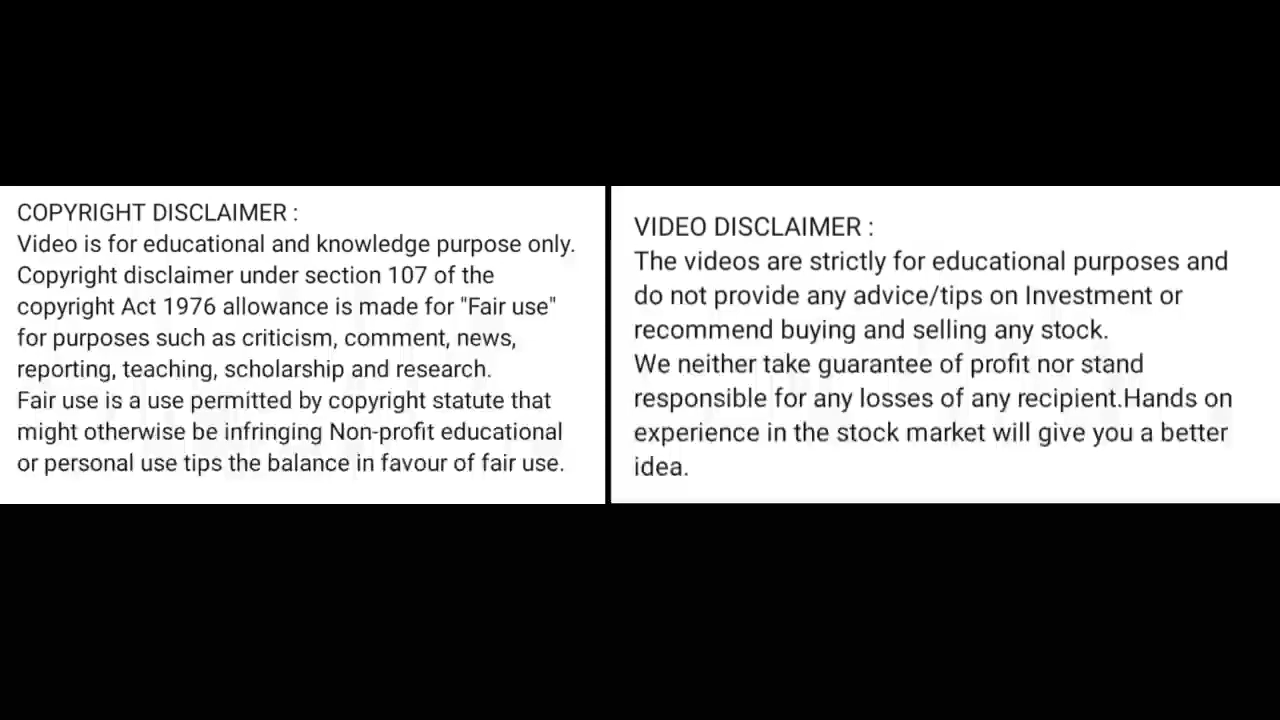 COPYRIGHT DISCLAIMER :
Video is for educational and knowledge purpose only.
Copyright disclaimer under section 107 of the
copyright Act 1976 allowance is made for "Fair use"
for purposes such as criticism, comment, news,
reporting, teaching, scholarship and research.
Fair use is a use permitted by copyright statute that
might otherwise be infringing Non-profit educational
or personal use tips the balance in favour of fair use.
VIDEO DISCLAIMER :
The videos are strictly for educational purposes and
do not provide any advice/tips on Investment or
recommend buying and selling any stock.
We neither take guarantee of profit nor stand
responsible for any losses of any recipient.Hands on
experience in the stock market will give you a better
idea.